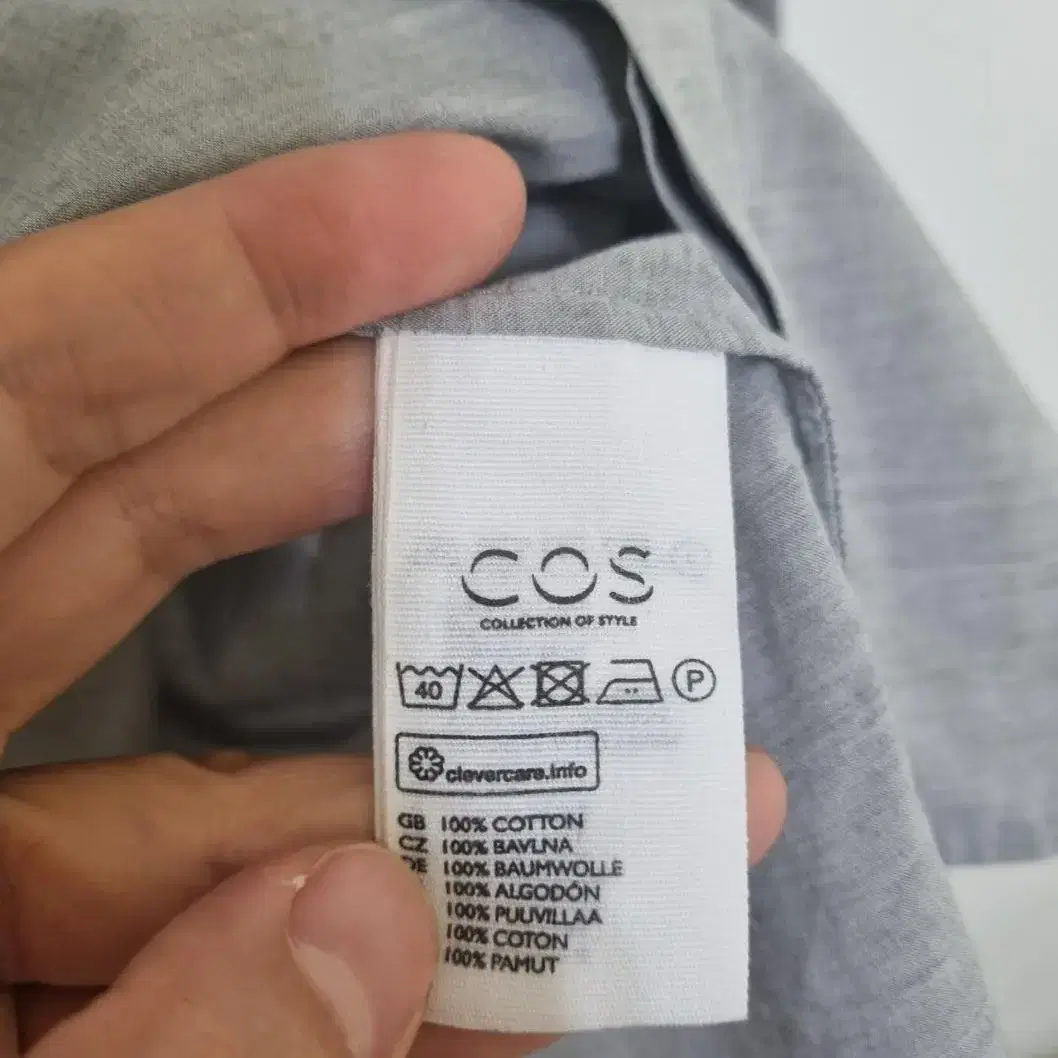 COS
COLLECTION OF STYLE
40 P
clevercare.info
GB 100% COTTON
CZ 100% BAVLNA
DE 100% BAUMWOLLE
100% ALGODÓN
100% PUUVILLAA
100% COTON
100% PAMUT